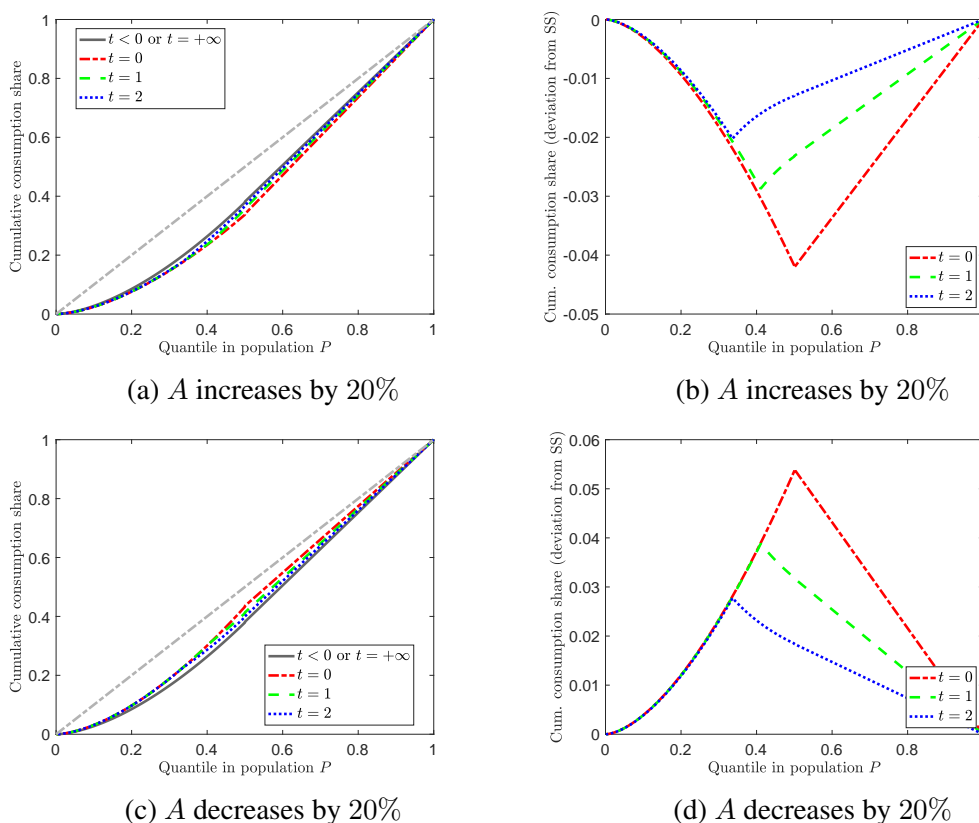 1
0.8
0.6
0.4
0.2
0
0
0.2
0.4
0.6
0.8
1
Cumulative consumption share
Quantile in population P
t < 0 or t = +∞
t = 0
t = 1
t = 2
(a) A increases by 20%
0
-0.01
-0.02
-0.03
-0.04
-0.05
0
0.2
0.4
0.6
0.8
Cum. consumption share (deviation from SS)
Quantile in population P
t = 0
t = 1
t = 2
(b) A increases by 20%
1
0.8
0.6
0.4
0.2
0
0
0.2
0.4
0.6
0.8
1
Cumulative consumption share
Quantile in population P
t < 0 or t = +∞
t = 0
t = 1
t = 2
(c) A decreases by 20%
0.06
0.05
0.04
0.03
0.02
0.01
0
0
0.2
0.4
0.6
0.8
Cum. consumption share (deviation from SS)
Quantile in population P
t = 0
t = 1
t = 2
(d) A decreases by 20%